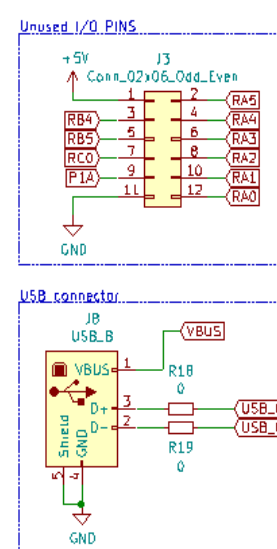 Unused I/O PINS
+5V
J3
Conn_02x06_Odd_Even
1 2 RA5
RB4 3 4 RA4
RB5 5 6 RA3
RC0 7 8 RA2
P1A 9 10 RA1
11 12 RA0
GND
USB connector
J8
USB_B
VBUS
VBUS 1
R18
0
D+ 3 USB_
D- 2 USB_
R19
0
Shield
GND
5 4
GND